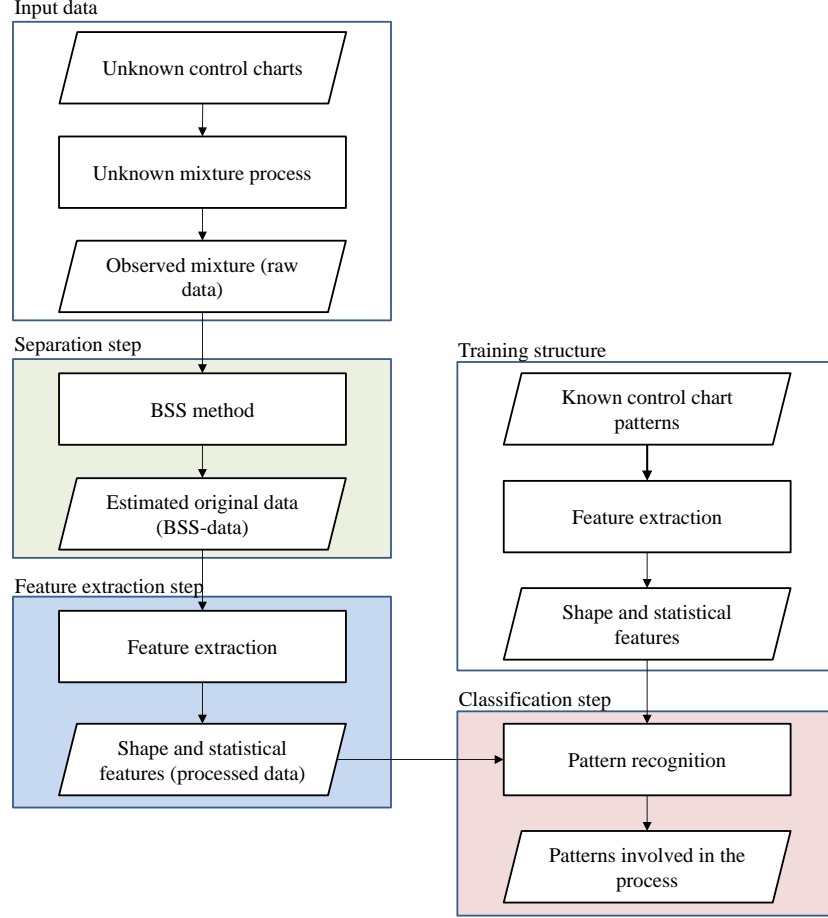 Input data
Unknown control charts
Unknown mixture process
Observed mixture (raw
data)
Separation step
BSS method
Estimated original data
(BSS-data)
Feature extraction step
Feature extraction
Shape and statistical
features (processed data)
Training structure
Known control chart
patterns
Feature extraction
Shape and statistical
features
Classification step
Pattern recognition
Patterns involved in the
process